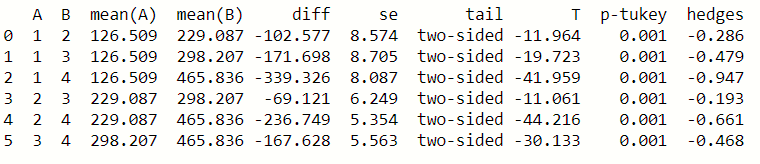 A B mean(A) mean(B) diff se tail T p-tukey hedges
0 1 2 126.509 229.087 -102.577 8.574 two-sided -11.964 0.001 -0.286
1 1 3 126.509 298.207 -171.698 8.705 two-sided -19.723 0.001 -0.479
2 1 4 126.509 465.836 -339.326 8.087 two-sided -41.959 0.001 -0.947
3 2 3 229.087 298.207 -69.121 6.249 two-sided -11.061 0.001 -0.193
4 2 4 229.087 465.836 -236.749 5.354 two-sided -44.216 0.001 -0.661
5 3 4 298.207 465.836 -167.628 5.563 two-sided -30.133 0.001 -0.468